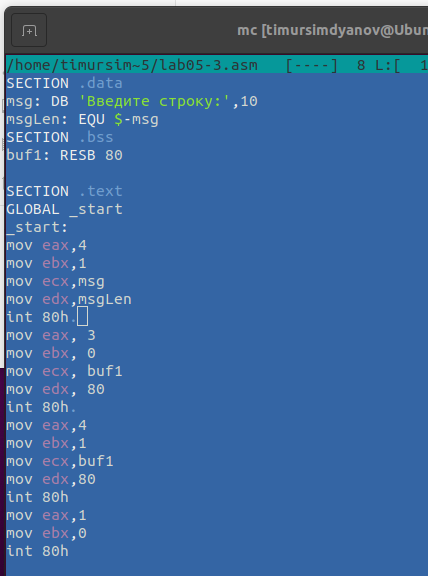 mc [timursimdyanov@Ubun
/home/timursim~5/lab05-3.asm   [----]  8 L:[  1
SECTION .data
msg: DB 'Введите строку:',10
msgLen: EQU $-msg
SECTION .bss
buf1: RESB 80

SECTION .text
GLOBAL _start
_start:
mov eax,4
mov ebx,1
mov ecx,msg
mov edx,msgLen
int 80h.
mov eax, 3
mov ebx, 0
mov ecx, buf1
mov edx, 80
int 80h.
mov eax,4
mov ebx,1
mov ecx,buf1
mov edx,80
int 80h
mov eax,1
mov ebx,0
int 80h